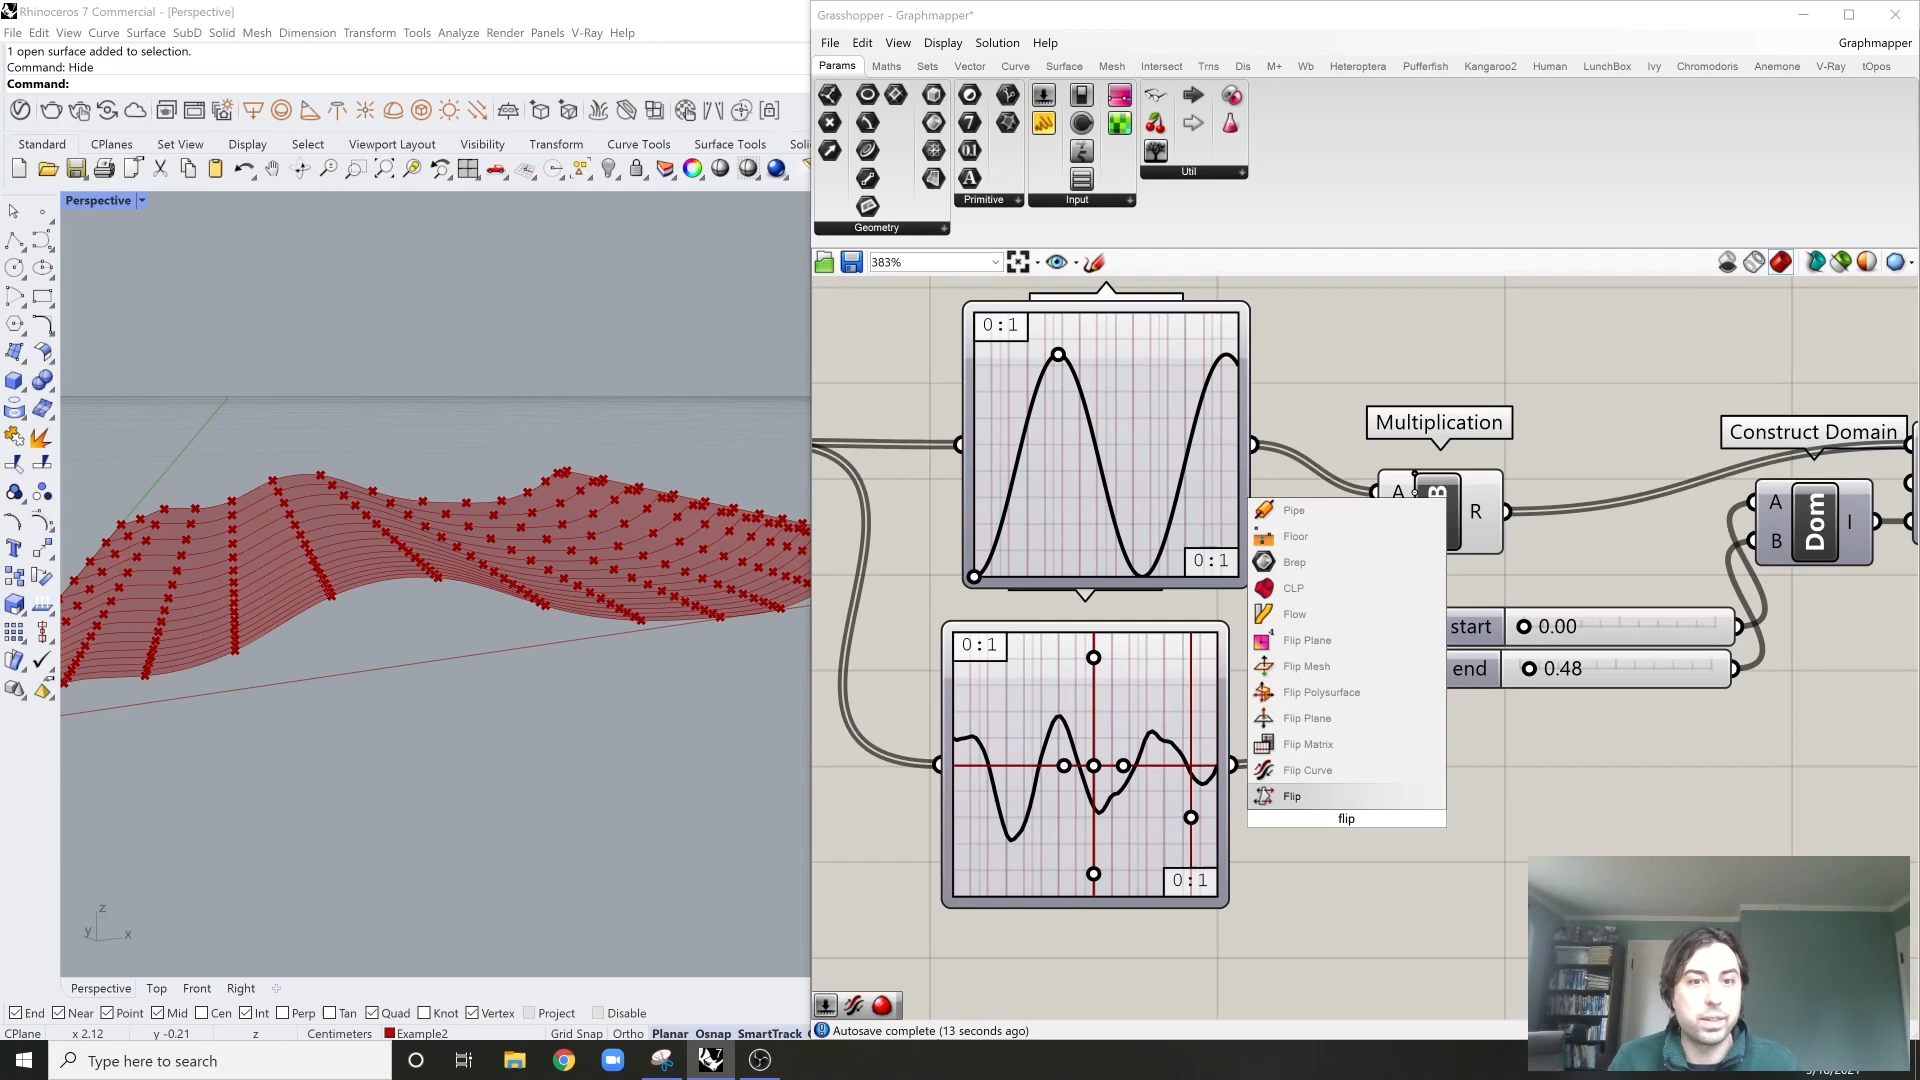 Rhinoceros 7 Commercial - [Perspective]
File Edit View Curve Surface SubD Solid Mesh Dimension Transform Tools Analyze Render Panels V-Ray Help
1 open surface added to selection.
Command: Hide
Command:
Standard CPlanes Set View Display Select Viewport Layout Visibility Transform Curve Tools Surface Tools Soli
Perspective
z
y x
Perspective Top Front Right
End Near Point Mid Cen Int Perp Tan Quad Knot Vertex Project Disable
CPlane x 2.12 y -0.21 z Centimeters Example2 Grid Snap Ortho Planar Osnap SmartTrack
Type here to search
Grasshopper - Graphmapper*
File Edit View Display Solution Help
Graphmapper
Params Maths Sets Vector Curve Surface Mesh Intersect Trns Dis M+ Wb Heteroptera Pufferfish Kangaroo2 Human LunchBox Ivy Chromodoris Anemone V-Ray tOpos
Geometry
Primitive
Input
Util
383%
0:1
0:1
Multiplication
A B R
Construct Domain
A
B
Dom
I
start 0.00
end 0.48
0:1
0:1
Pipe
Floor
Brep
CLP
Flow
Flip Plane
Flip Mesh
Flip Polysurface
Flip Plane
Flip Matrix
Flip Curve
Flip
flip
Autosave complete (13 seconds ago)